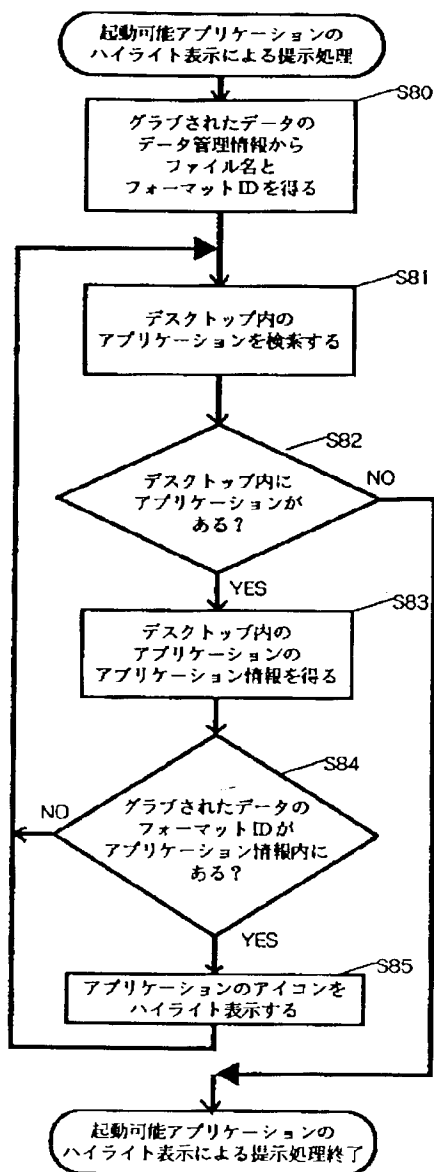 起動可能アプリケーションの
ハイライト表示による提示処理
S80
グラブされたデータの
データ管理情報から
ファイル名と
フォーマットIDを得る
S81
デスクトップ内の
アプリケーションを検索する
S82
デスクトップ内に
アプリケーションが
ある?
NO
YES
S83
デスクトップ内の
アプリケーションの
アプリケーション情報を得る
S84
グラブされたデータの
フォーマットIDが
アプリケーション情報内に
ある?
NO
YES
S85
アプリケーションのアイコンを
ハイライト表示する
起動可能アプリケーションの
ハイライト表示による提示処理終了